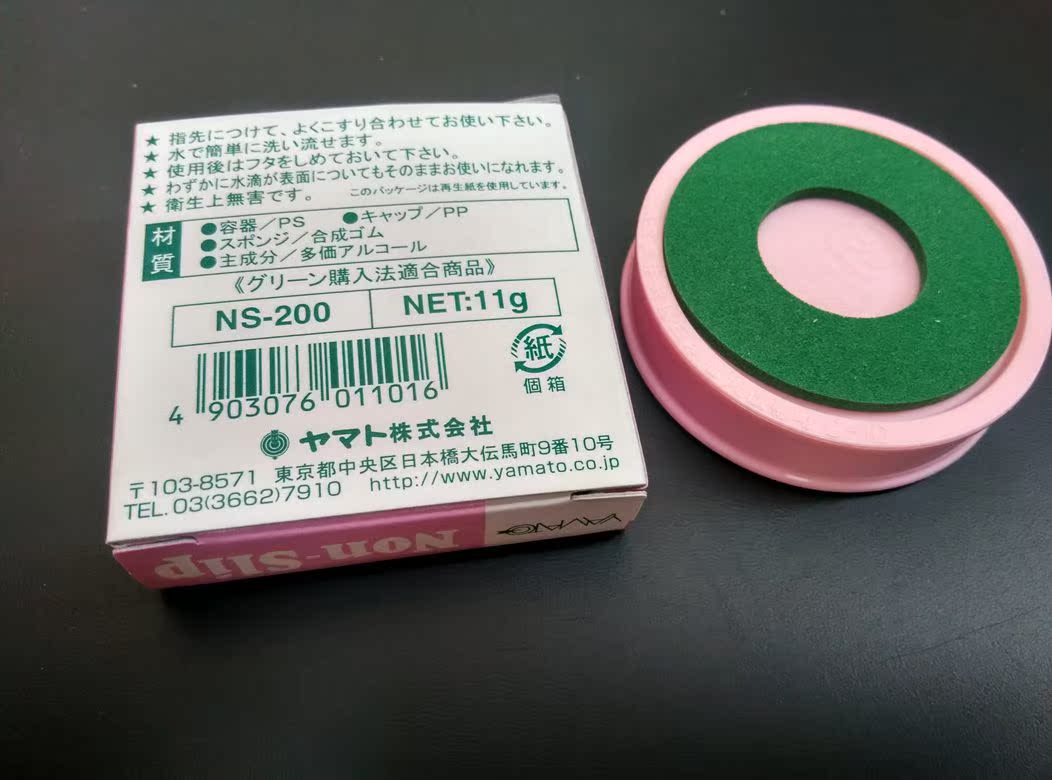 ★ 指先につけて、よくこすり合わせてお使い下さい。
★ 水で簡単に洗い流せます。
★ 使用後はフタをしめておいて下さい。
★ わずかに水滴が表面についてもそのままお使いになれます。
★ 衛生上無害です。 このパッケージは再生紙を使用しています。
材質
●容器/PS ●キャップ/PP
●スポンジ/合成ゴム
●主成分/多価アルコール
《グリーン購入法適合商品》
NS-200 NET:11g
紙
個箱
4 903076 011016
ヤマト株式会社
〒103-8571 東京都中央区日本橋大伝馬町9番10号
TEL.03(3662)7910 http://www.yamato.co.jp
Non-Slip YAMATO